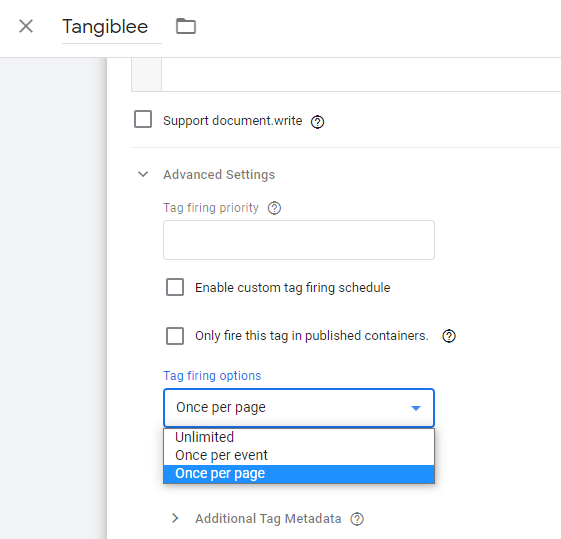 Tangiblee
Support document.write
Advanced Settings
Tag firing priority
Enable custom tag firing schedule
Only fire this tag in published containers.
Tag firing options
Once per page
Unlimited
Once per event
Once per page
Additional Tag Metadata